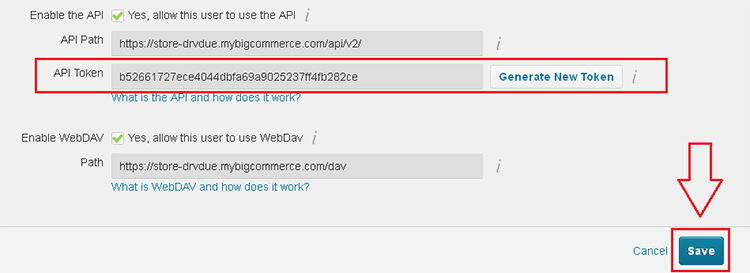 Enable the API Yes, allow this user to use the API i
API Path https://store-drvdue.mybigcommerce.com/api/v2/ i
API Token b52661727ece4044dbfa69a9025237ff4fb282ce Generate New Token i
What is the API and how does it work?
Enable WebDAV Yes, allow this user to use WebDav i
Path https://store-drvdue.mybigcommerce.com/dav i
What is WebDAV and how does it work?
Cancel Save